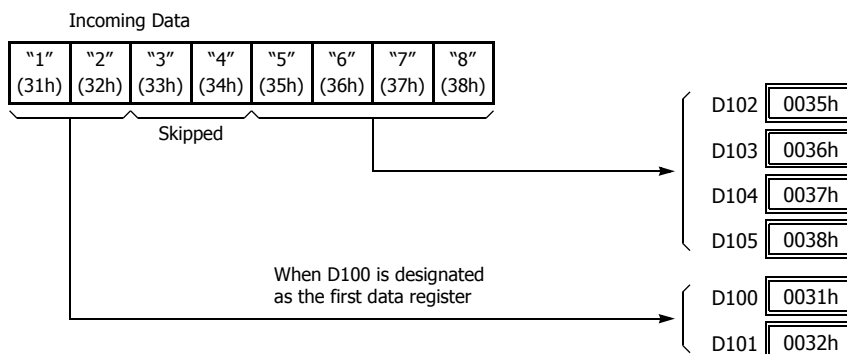 Incoming Data
“1” “2” “3” “4” “5” “6” “7” “8”
(31h) (32h) (33h) (34h) (35h) (36h) (37h) (38h)
Skipped
D102 0035h
D103 0036h
D104 0037h
D105 0038h
When D100 is designated
as the first data register
D100 0031h
D101 0032h